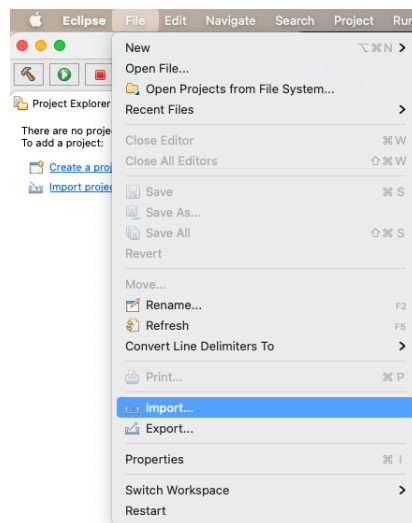 Eclipse File Edit Navigate Search Project Ru
New ⌥⌘N >
Open File...
Project Explorer
Open Projects from File System...
Recent Files >
There are no proje
To add a project:
Close Editor ⌘W
Close All Editors ⇧⌘W
Create a proj
Import projec
Save ⌘S
Save As...
Save All ⇧⌘S
Revert
Move...
Rename... F2
Refresh F5
Convert Line Delimiters To >
Print... ⌘P
Import...
Export...
Properties ⌘I
Switch Workspace >
Restart